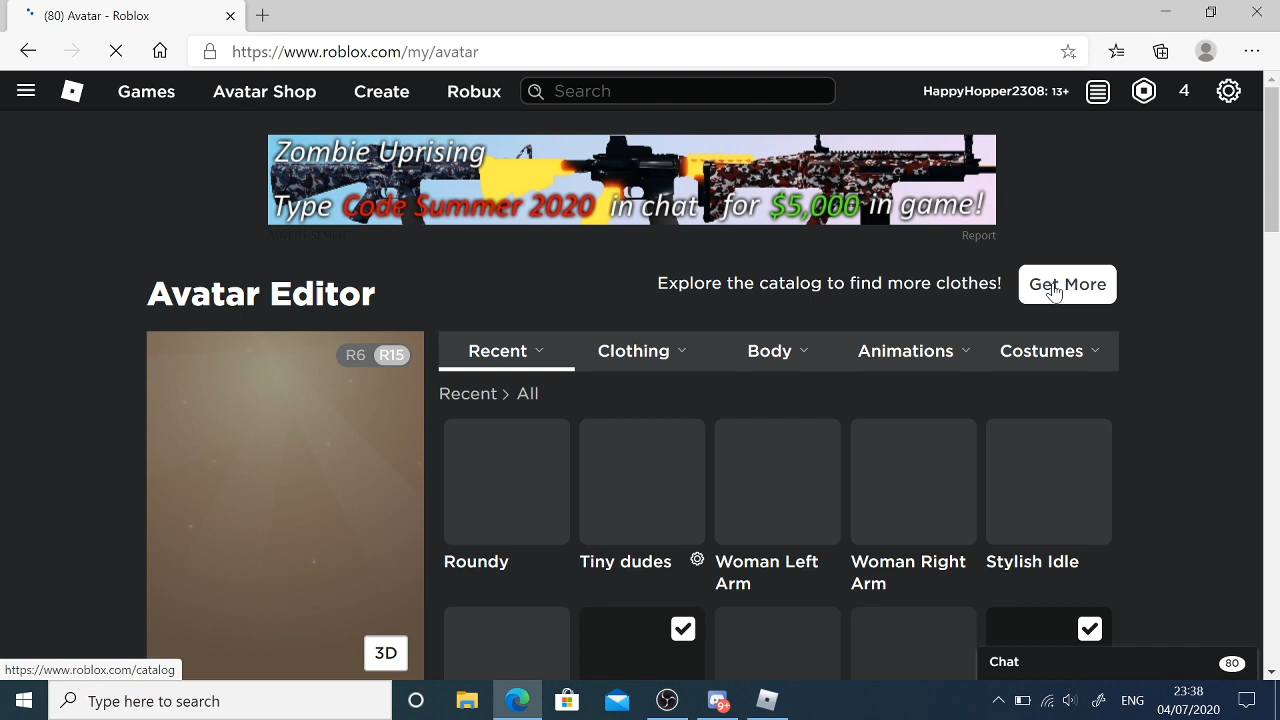 (80) Avatar - Roblox
https://www.roblox.com/my/avatar
Games
Avatar Shop
Create
Robux
Search
HappyHopper2308: 13+
4
Zombie Uprising
Type Code Summer 2020 in chat for $5,000 in game!
ADVERTISEMENT
Report
Avatar Editor
Explore the catalog to find more clothes!
Get More
R6 R15
3D
Recent
Clothing
Body
Animations
Costumes
Recent > All
Roundy
Tiny dudes
Woman Left
Arm
Woman Right
Arm
Stylish Idle
Chat
80
https://www.roblox.com/catalog
Type here to search
9+
ENG
23:38
04/07/2020